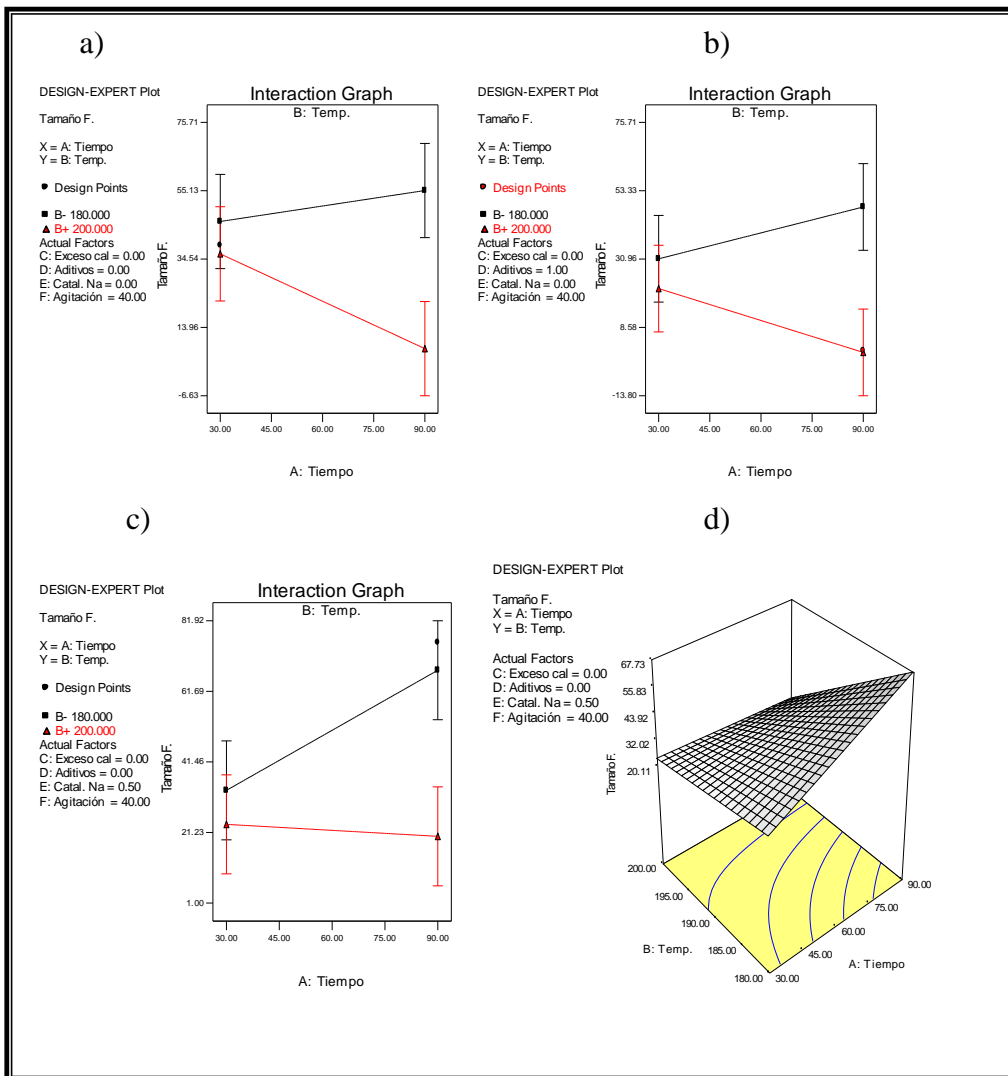 a)
DESIGN-EXPERT Plot
Tamaño F.
X = A: Tiempo
Y = B: Temp.
Design Points
B- 180.000
B+ 200.000
Actual Factors
C: Exceso cal = 0.00
D: Aditivos = 0.00
E: Catal. Na = 0.00
F: Agitación = 40.00
Interaction Graph
B: Temp.
Tamaño F.
75.71
55.13
34.54
13.96
-6.63
30.00 45.00 60.00 75.00 90.00
A: Tiempo
b)
DESIGN-EXPERT Plot
Tamaño F.
X = A: Tiempo
Y = B: Temp.
Design Points
B- 180.000
B+ 200.000
Actual Factors
C: Exceso cal = 0.00
D: Aditivos = 1.00
E: Catal. Na = 0.00
F: Agitación = 40.00
Interaction Graph
B: Temp.
Tamaño F.
75.71
53.33
30.96
8.58
-13.80
30.00 45.00 60.00 75.00 90.00
A: Tiempo
c)
DESIGN-EXPERT Plot
Tamaño F.
X = A: Tiempo
Y = B: Temp.
Design Points
B- 180.000
B+ 200.000
Actual Factors
C: Exceso cal = 0.00
D: Aditivos = 0.00
E: Catal. Na = 0.50
F: Agitación = 40.00
Interaction Graph
B: Temp.
Tamaño F.
81.92
61.69
41.46
21.23
1.00
30.00 45.00 60.00 75.00 90.00
A: Tiempo
d)
DESIGN-EXPERT Plot
Tamaño F.
X = A: Tiempo
Y = B: Temp.
Actual Factors
C: Exceso cal = 0.00
D: Aditivos = 0.00
E: Catal. Na = 0.50
F: Agitación = 40.00
67.73
55.83
43.92
32.02
20.11
Tamaño F.
200.00
195.00
190.00
185.00
180.00
B: Temp.
30.00
45.00
60.00
75.00
90.00
A: Tiempo